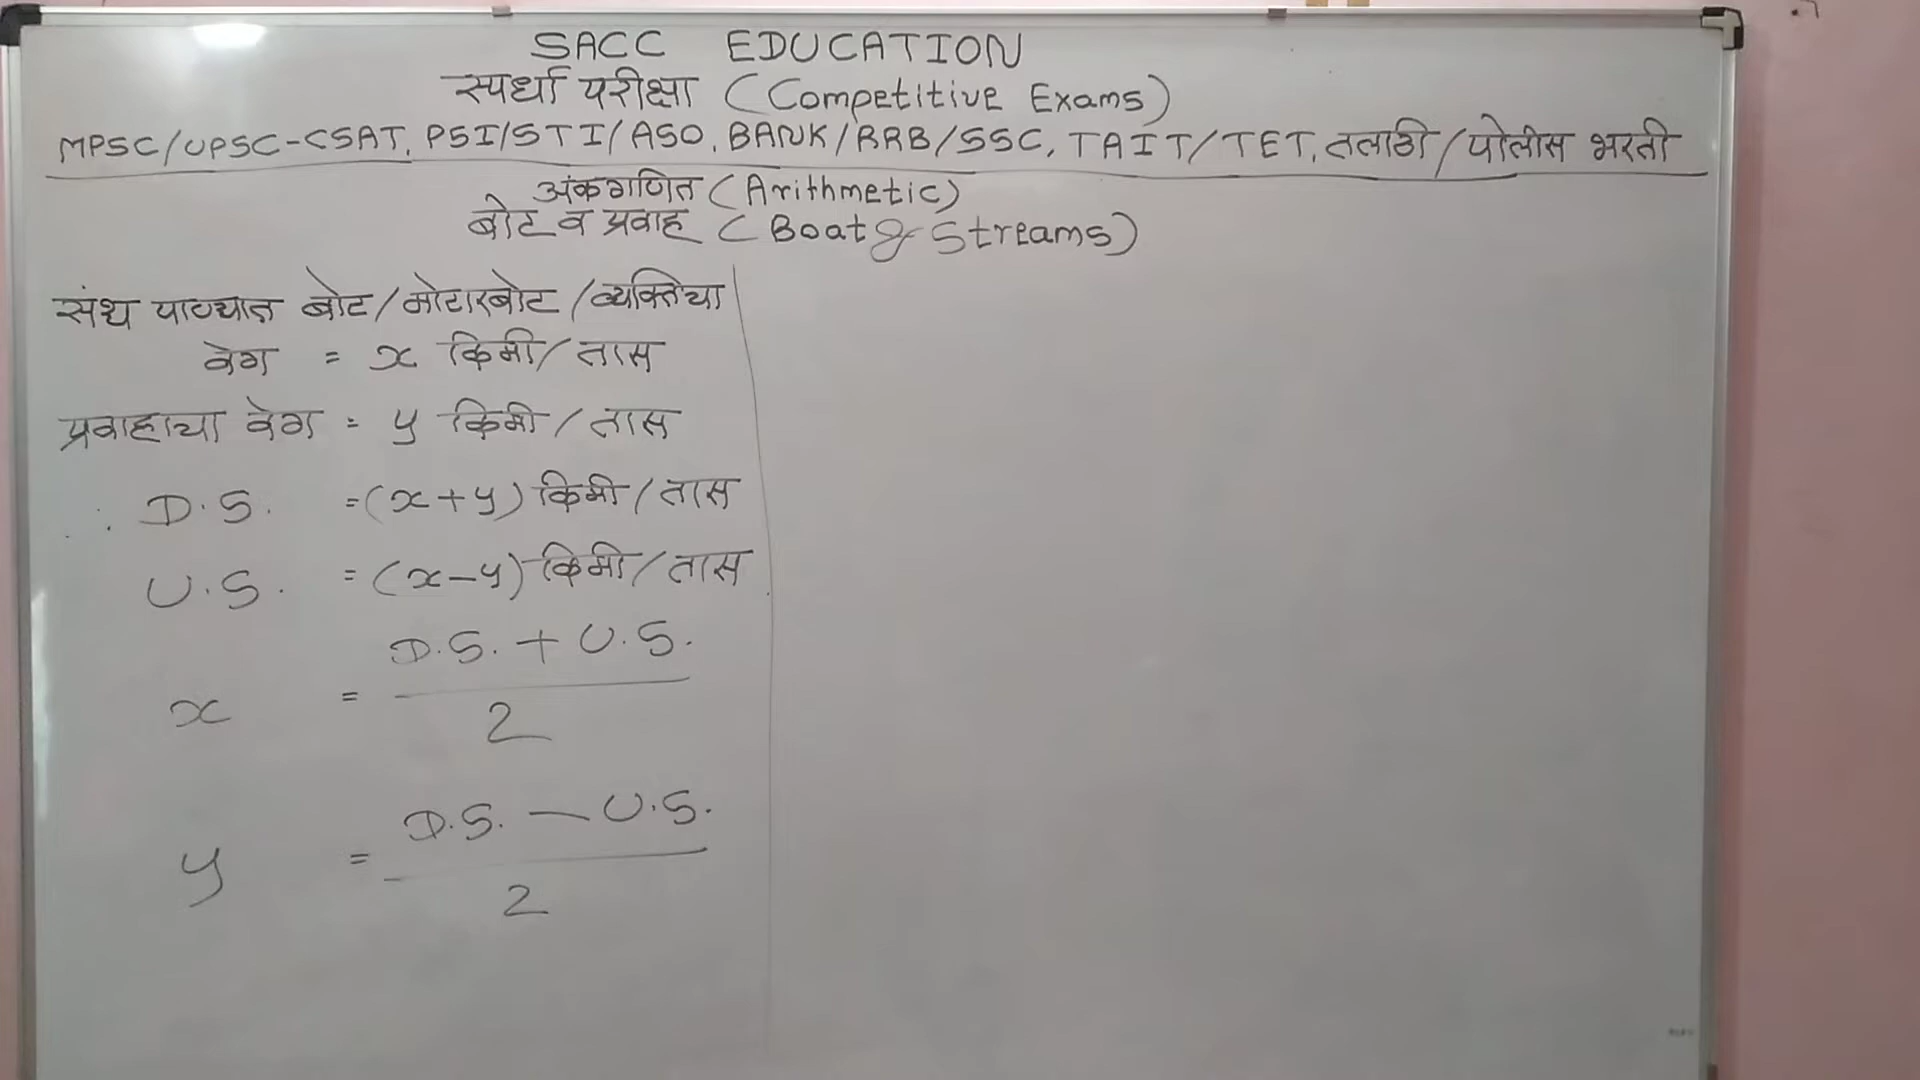 SACC EDUCATION
स्पर्धा परीक्षा (Competitive Exams)
MPSC/UPSC-CSAT, PSI/STI/ASO, BANK/RRB/SSC, TAIT/TET, तलाठी/पोलीस भरती
अंकगणित (Arithmetic)
बोट व प्रवाह (Boat & Streams)
संथ पाण्यात बोट/मोटारबोट/व्यक्तिचा
वेग = x किमी/तास
प्रवाहाचा वेग = y किमी/तास
D.S. = (x+y) किमी/तास
U.S. = (x-y) किमी/तास
x = D.S. + U.S.
2
y = D.S. — U.S.
2